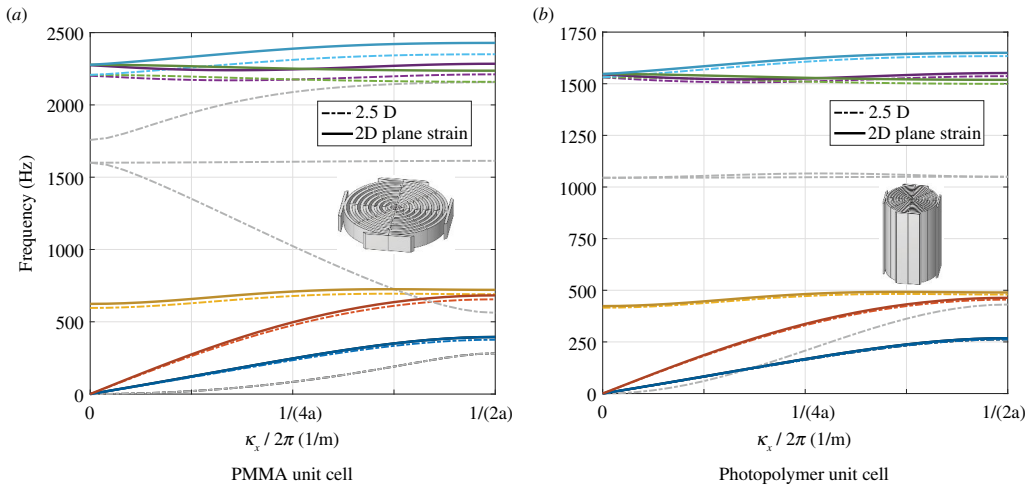 (a)
2500
2000
1500
1000
500
0
Frequency (Hz)
2.5 D
2D plane strain
0
1/(4a)
1/(2a)
κx / 2π (1/m)
PMMA unit cell
(b)
1750
1500
1250
1000
750
500
250
0
2.5 D
2D plane strain
0
1/(4a)
1/(2a)
κx / 2π (1/m)
Photopolymer unit cell